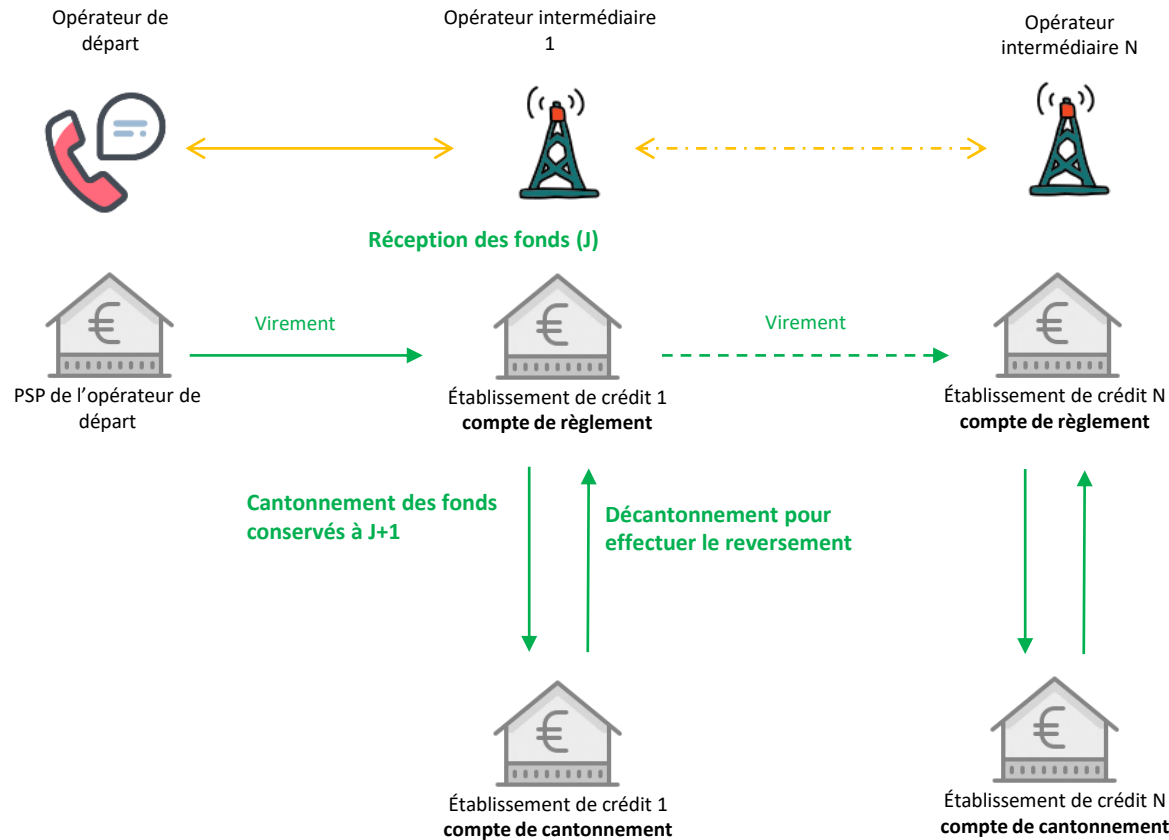 Opérateur de
départ
Opérateur intermédiaire
1
Opérateur
intermédiaire N
Réception des fonds (J)
Virement
Virement
PSP de l'opérateur de
départ
Établissement de crédit 1
compte de règlement
Établissement de crédit N
compte de règlement
Cantonnement des fonds
conservés à J+1
Décantonnement pour
effectuer le reversement
Établissement de crédit 1
compte de cantonnement
Établissement de crédit N
compte de cantonnement